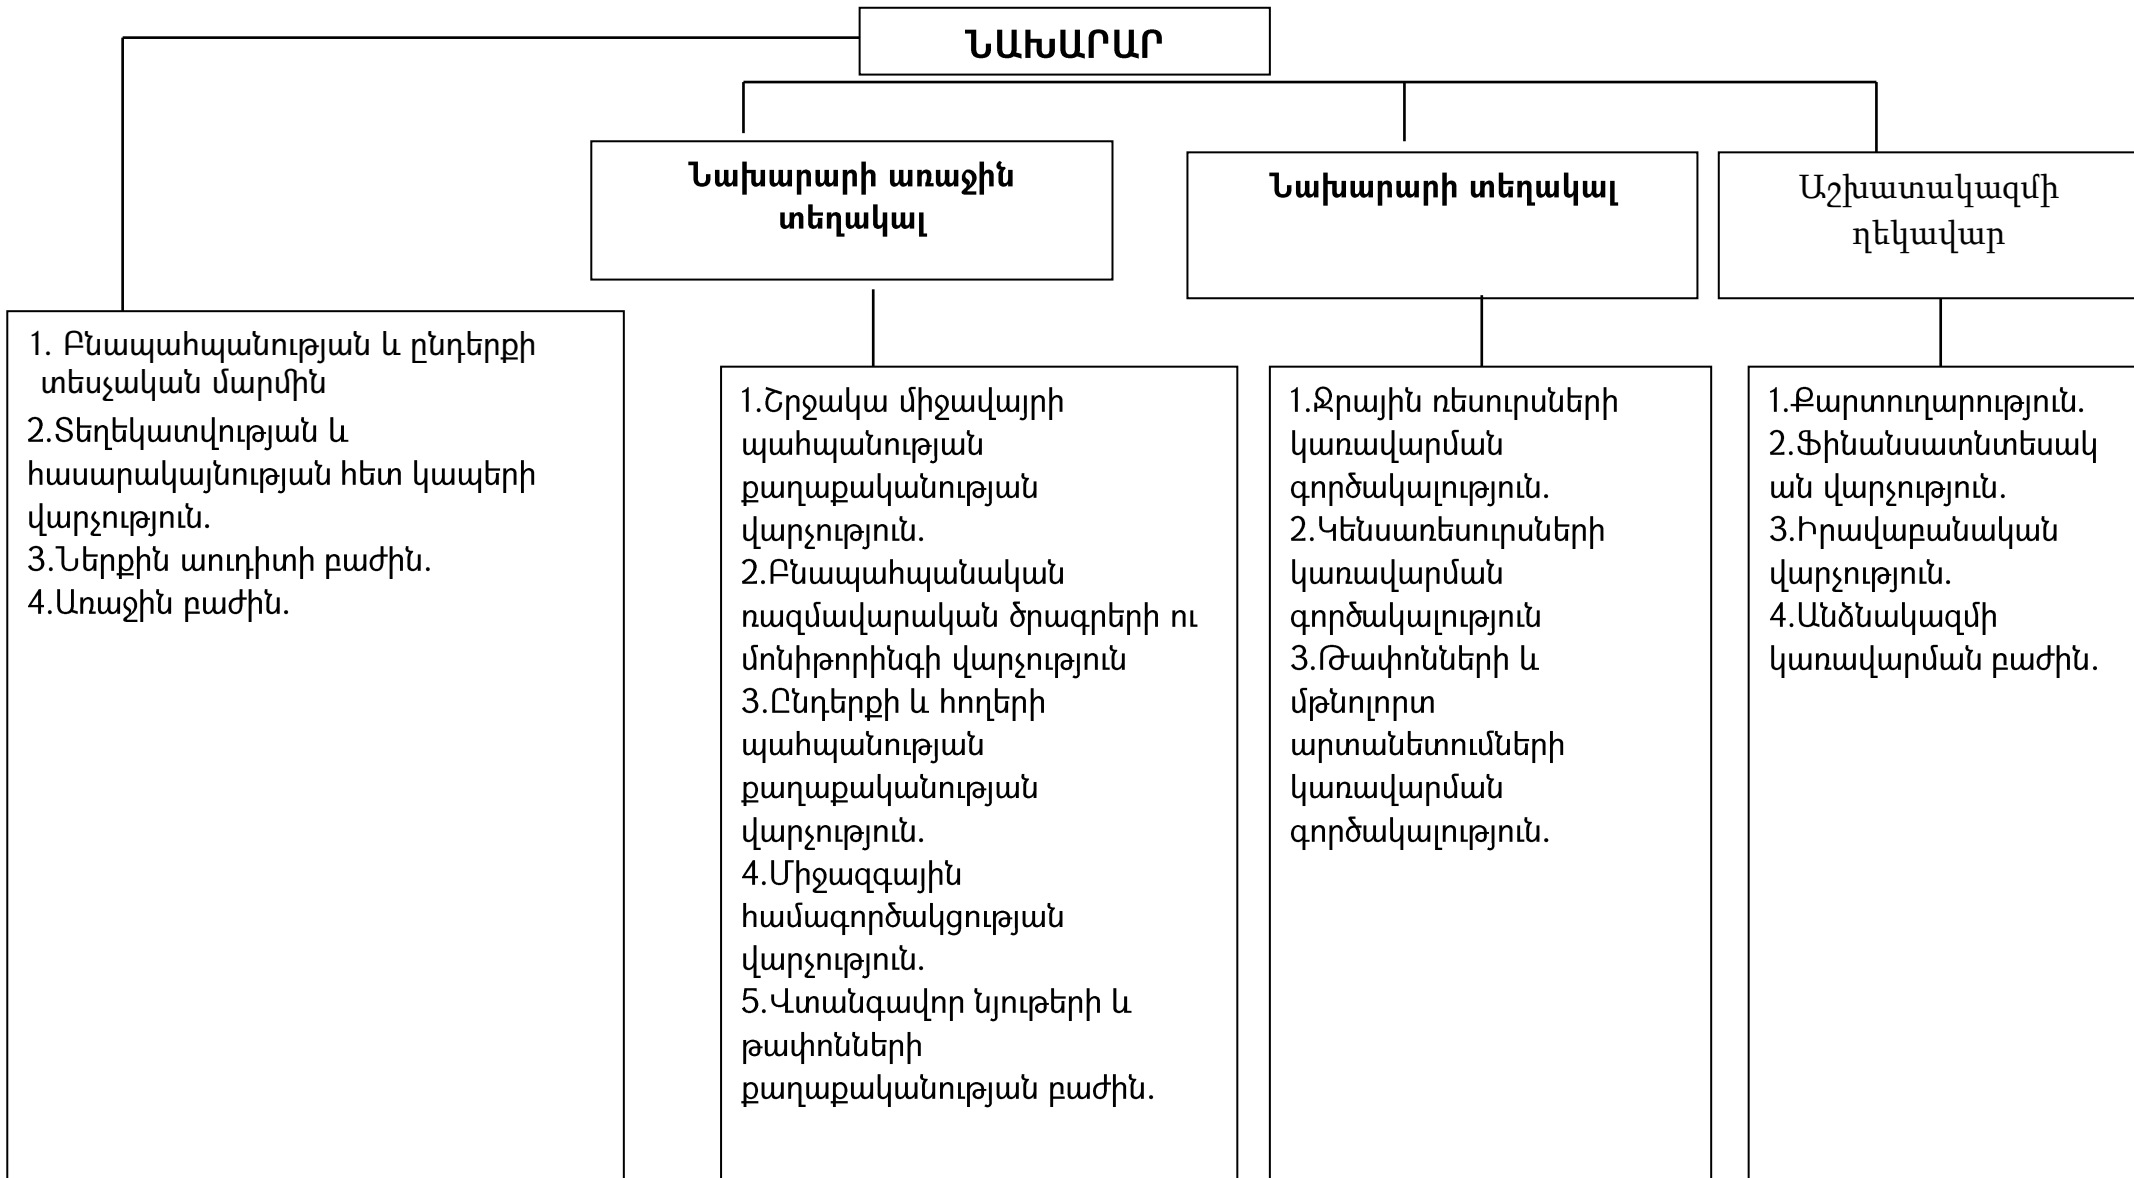 ՆԱԽԱՐԱՐ
Նախարարի առաջին
տեղակալ
Նախարարի տեղակալ
Աշխատակազմի
ղեկավար
1. Բնապահպանության և ընդերքի
տեսչական մարմին
2.Տեղեկատվության և
հասարակայնության հետ կապերի
վարչություն.
3.Ներքին աուդիտի բաժին.
4.Առաջին բաժին.
1.Շրջակա միջավայրի
պահպանության
քաղաքականության
վարչություն.
2.Բնապահպանական
ռազմավարական ծրագրերի ու
մոնիթորինգի վարչություն
3.Ընդերքի և հողերի
պահպանության
քաղաքականության
վարչություն.
4.Միջազգային
համագործակցության
վարչություն.
5.Վտանգավոր նյութերի և
թափոնների
քաղաքականության բաժին.
1.Ջրային ռեսուրսների
կառավարման
գործակալություն.
2.Կենսառեսուրսների
կառավարման
գործակալություն
3.Թափոնների և
մթնոլորտ
արտանետումների
կառավարման
գործակալություն.
1.Քարտուղարություն.
2.Ֆինանսատնտեսակ
ան վարչություն.
3.Իրավաբանական
վարչություն.
4.Անձնակազմի
կառավարման բաժին.